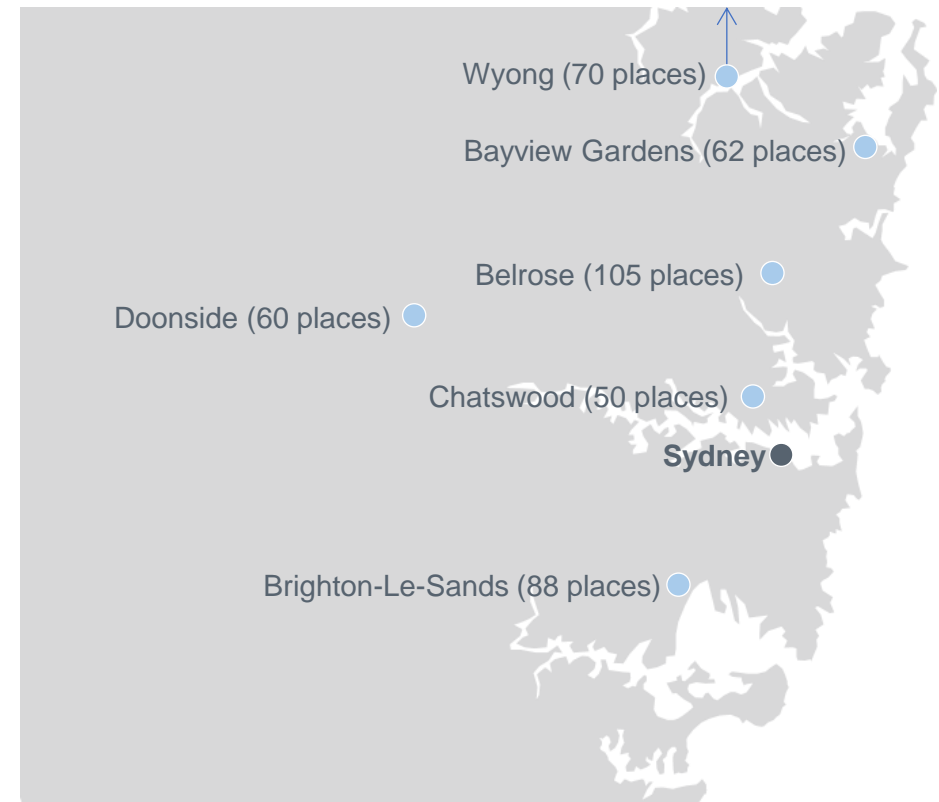 Wyong (70 places)
Bayview Gardens (62 places)
Belrose (105 places)
Doonside (60 places)
Chatswood (50 places)
Sydney
Brighton-Le-Sands (88 places)